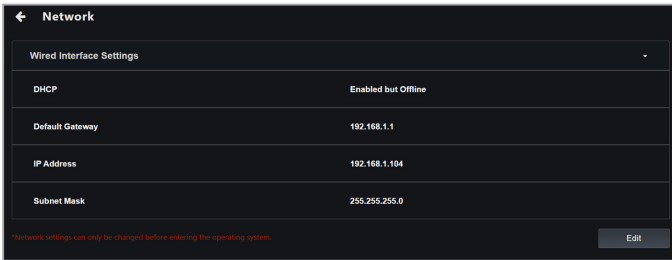 Network
Wired Interface Settings
DHCP Enabled but Offline
Default Gateway 192.168.1.1
IP Address 192.168.1.104
Subnet Mask 255.255.255.0
*Network settings can only be changed before entering the operating system.
Edit